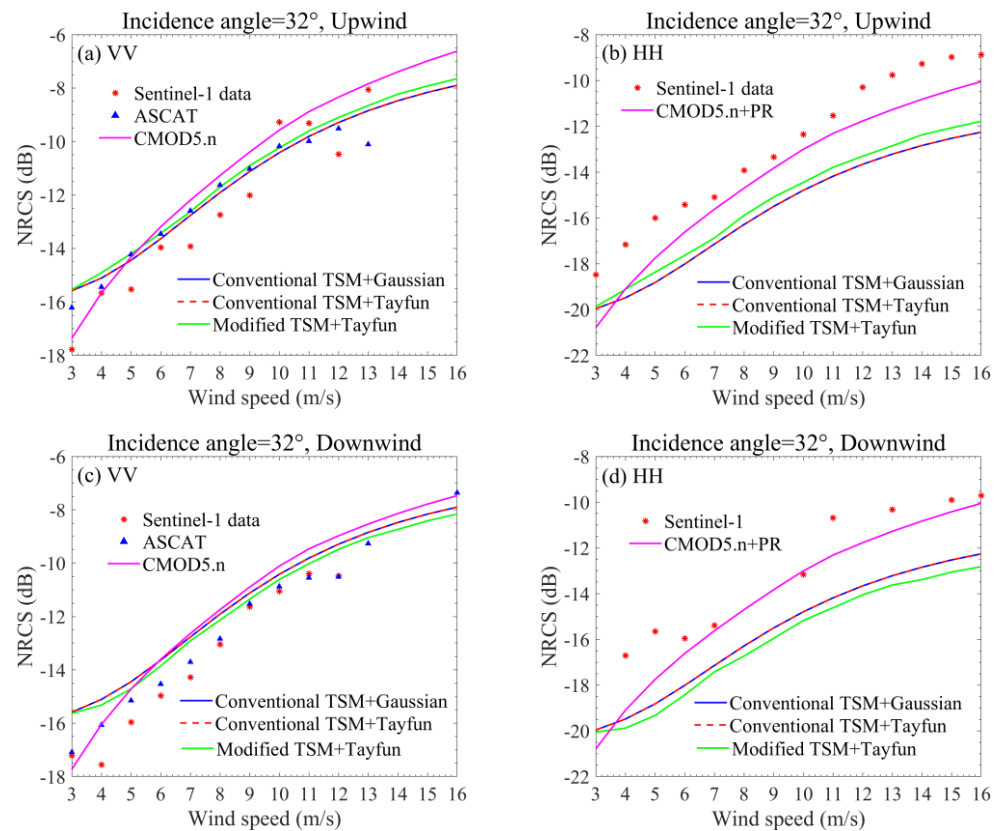 Incidence angle=32°, Upwind
(a) VV
Sentinel-1 data
ASCAT
CMOD5.n
Conventional TSM+Gaussian
Conventional TSM+Tayfun
Modified TSM+Tayfun
NRCS (dB)
-6
-8
-10
-12
-14
-16
-18
3 4 5 6 7 8 9 10 11 12 13 14 15 16
Wind speed (m/s)
Incidence angle=32°, Upwind
(b) HH
Sentinel-1 data
CMOD5.n+PR
Conventional TSM+Gaussian
Conventional TSM+Tayfun
Modified TSM+Tayfun
NRCS (dB)
-8
-10
-12
-14
-16
-18
-20
-22
3 4 5 6 7 8 9 10 11 12 13 14 15 16
Wind speed (m/s)
Incidence angle=32°, Downwind
(c) VV
Sentinel-1 data
ASCAT
CMOD5.n
Conventional TSM+Gaussian
Conventional TSM+Tayfun
Modified TSM+Tayfun
NRCS (dB)
-6
-8
-10
-12
-14
-16
-18
3 4 5 6 7 8 9 10 11 12 13 14 15 16
Wind speed (m/s)
Incidence angle=32°, Downwind
(d) HH
Sentinel-1
CMOD5.n+PR
Conventional TSM+Gaussian
Conventional TSM+Tayfun
Modified TSM+Tayfun
NRCS (dB)
-8
-10
-12
-14
-16
-18
-20
-22
3 4 5 6 7 8 9 10 11 12 13 14 15 16
Wind speed (m/s)